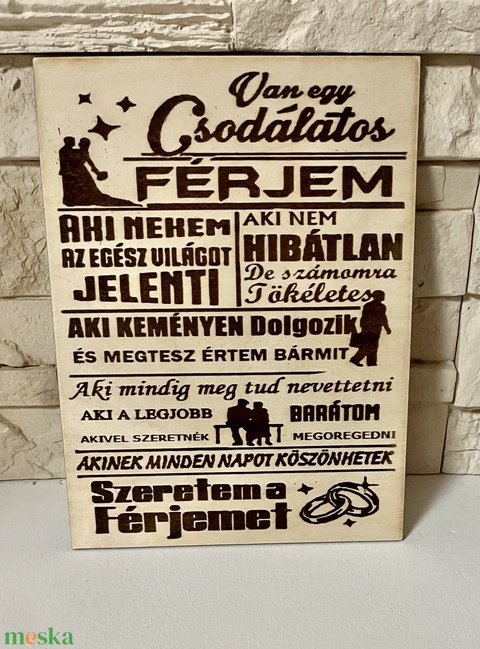 Van egy
Csodálatos
FÉRJEM
AKI NEKEM
AZ EGÉSZ VILÁGOT
JELENTI
AKI NEM
HIBÁTLAN
De számomra
Tökéletes
AKI KEMÉNYEN Dolgozik
ÉS MEGTESZ ÉRTEM BÁRMIT
Aki mindig meg tud nevettetni
AKI A LEGJOBB BARÁTOM
AKIVEL SZERETNÉK MEGOREGEDNI
AKINEK MINDEN NAPOT KÖSZÖNHETEK
Szeretem a
Férjemet
meska